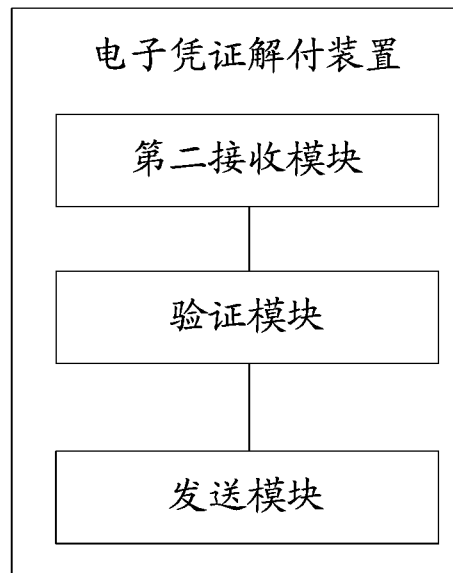 电子凭证解付装置
第二接收模块
验证模块
发送模块